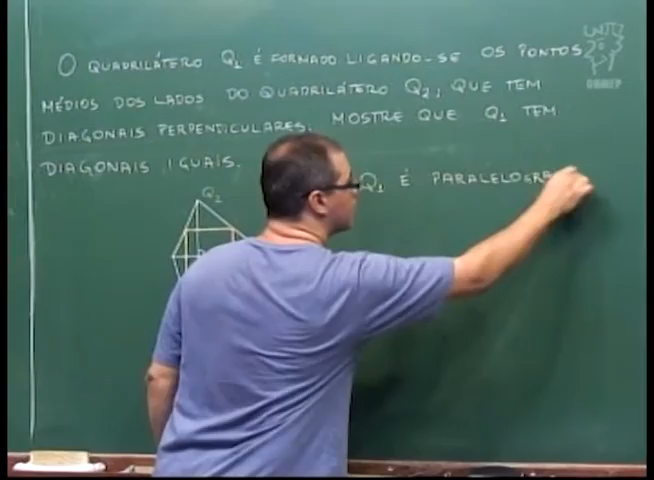 O QUADRILÁTERO Q1 É FORMADO LIGANDO-SE OS PONTOS
MÉDIOS DOS LADOS DO QUADRILÁTERO Q2, QUE TEM
DIAGONAIS PERPENDICULARES. MOSTRE QUE Q1 TEM
DIAGONAIS IGUAIS.
Q1 É PARALELOGRA
Q2
OBMEP